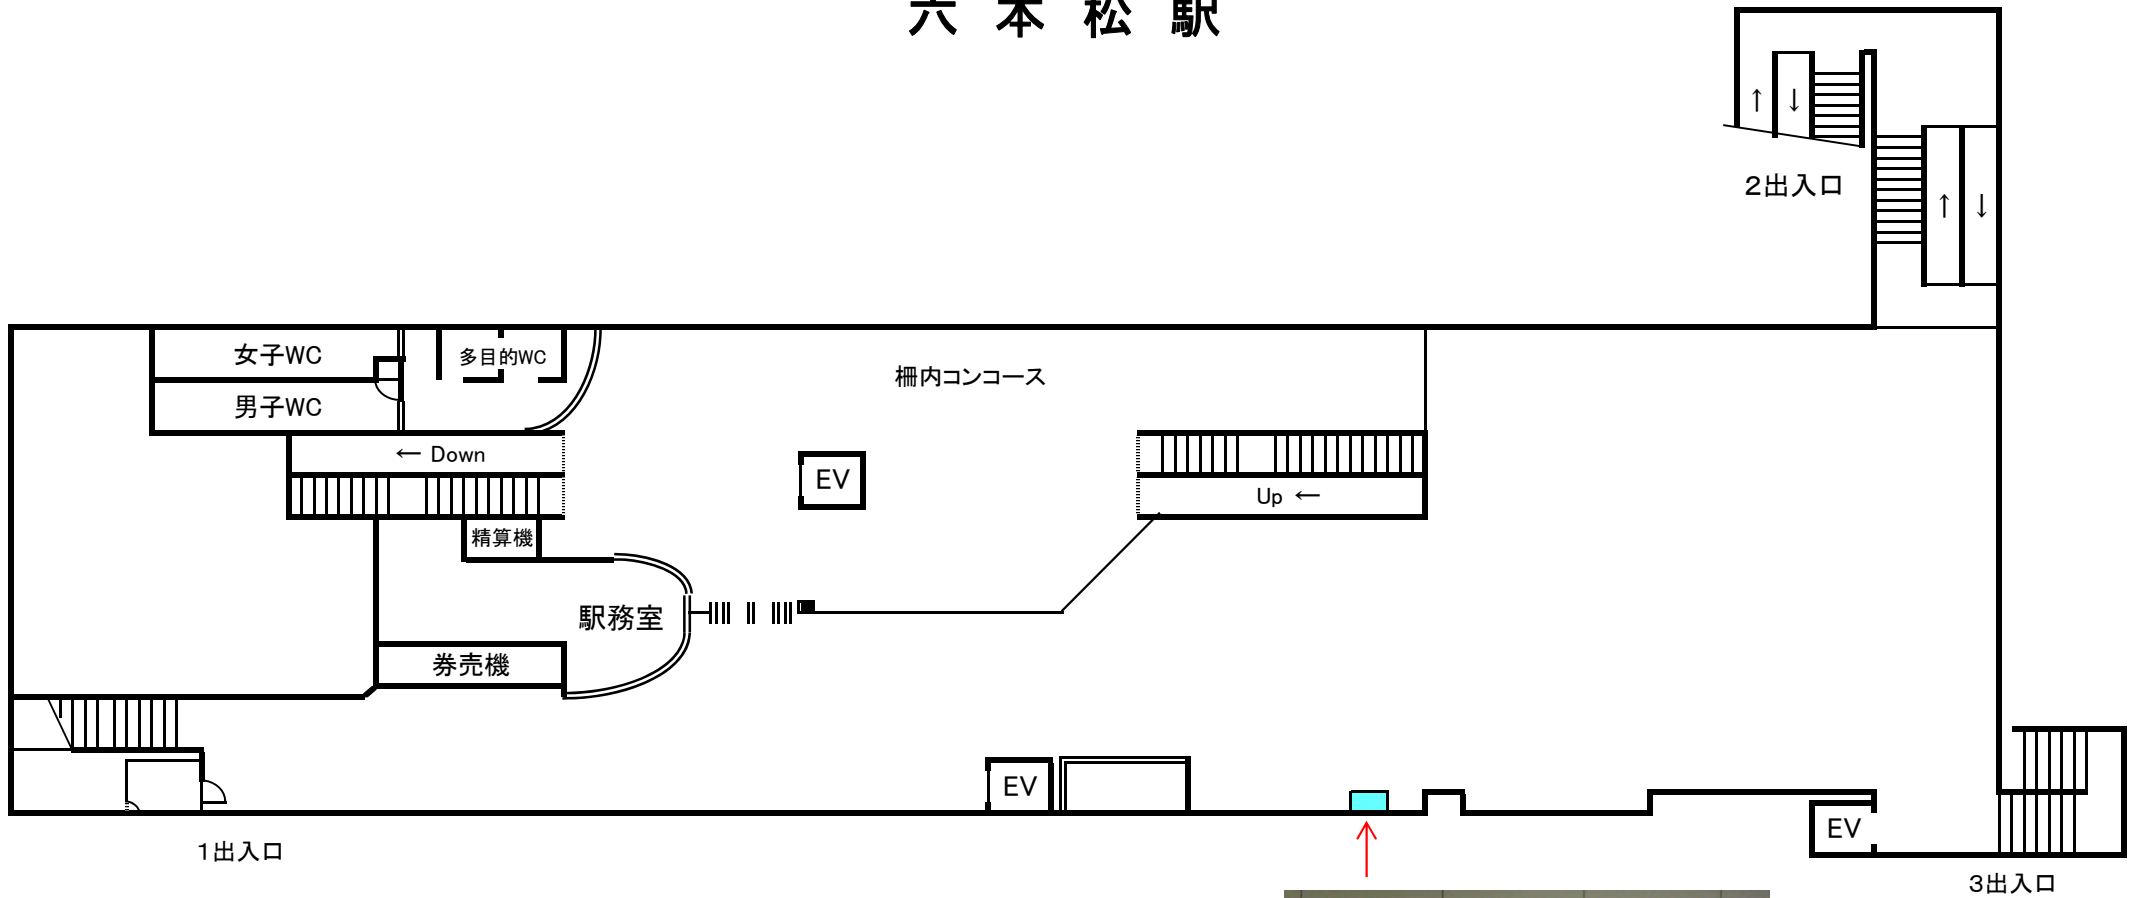 六本松駅
↑ ↓
2出入口
↑ ↓
女子WC
多目的WC
柵内コンコース
男子WC
← Down
EV
Up ←
精算機
駅務室
券売機
EV
EV
1出入口
3出入口